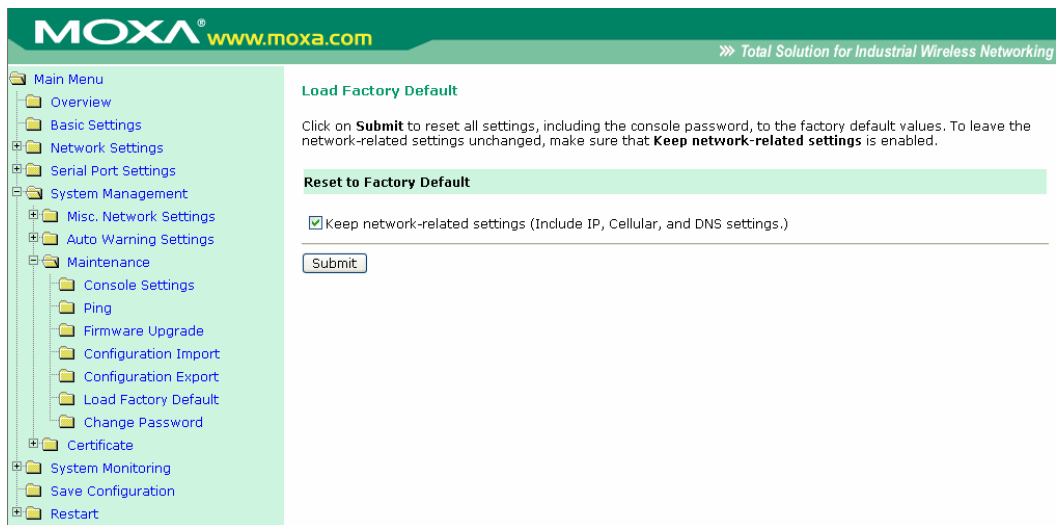 MOXA® www.moxa.com
››› Total Solution for Industrial Wireless Networking
Main Menu
Overview
Basic Settings
Network Settings
Serial Port Settings
System Management
Misc. Network Settings
Auto Warning Settings
Maintenance
Console Settings
Ping
Firmware Upgrade
Configuration Import
Configuration Export
Load Factory Default
Change Password
Certificate
System Monitoring
Save Configuration
Restart
Load Factory Default
Click on Submit to reset all settings, including the console password, to the factory default values. To leave the
network-related settings unchanged, make sure that Keep network-related settings is enabled.
Reset to Factory Default
Keep network-related settings (Include IP, Cellular, and DNS settings.)
Submit